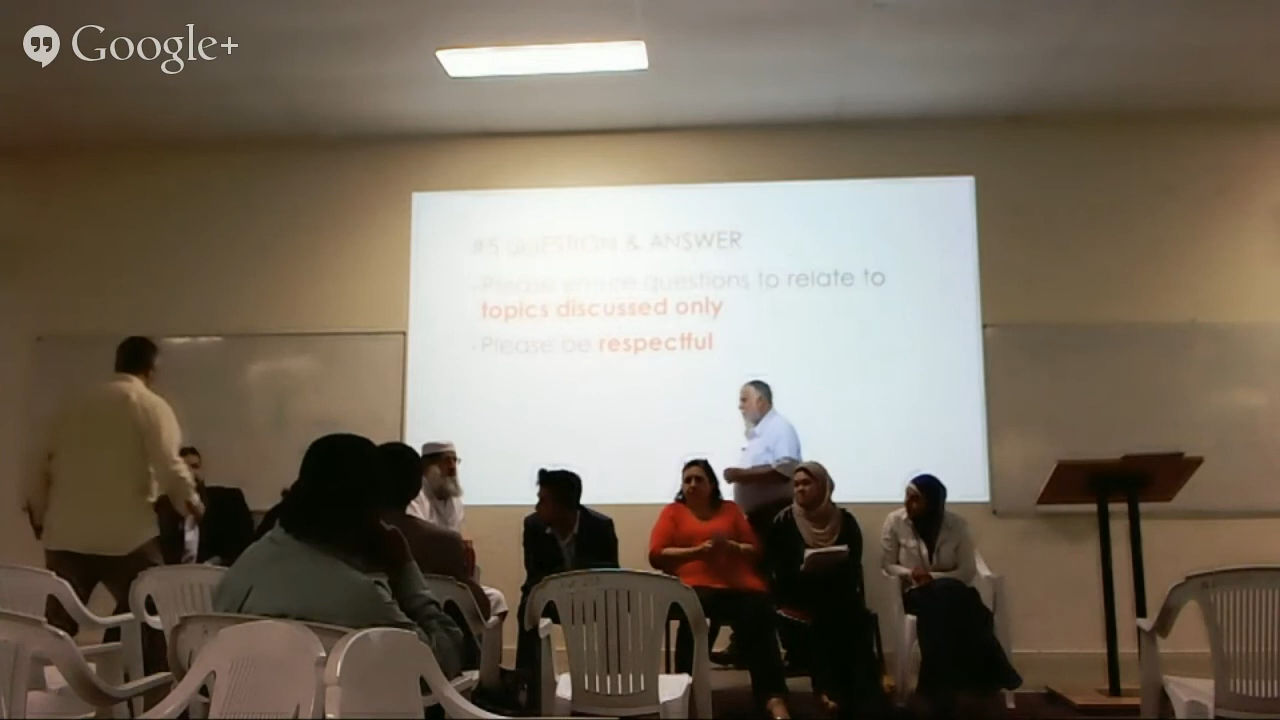 Google+
#5 QUESTION & ANSWER
-Please ensure questions to relate to
topics discussed only
-Please be respectful